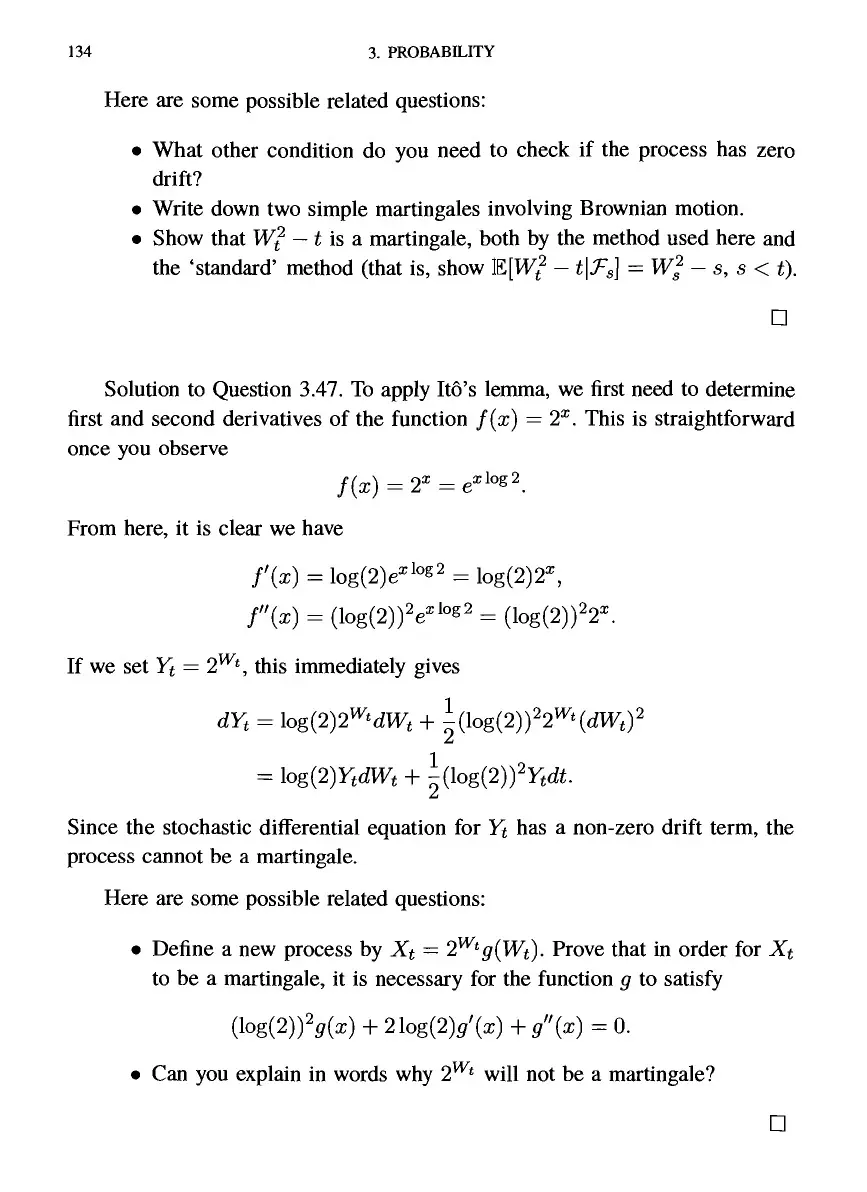 134 3. PROBABILITY
Here are some possible related questions:
• What other condition do you need to check if the process has zero
drift?
• Write down two simple martingales involving Brownian motion.
• Show that $W_t^2 - t$ is a martingale, both by the method used here and
the ‘standard’ method (that is, show $\mathbb{E}[W_t^2 - t|\mathcal{F}_s] = W_s^2 - s$, $s < t$).
□
Solution to Question 3.47. To apply Itô’s lemma, we first need to determine
first and second derivatives of the function $f(x) = 2^x$. This is straightforward
once you observe
$f(x) = 2^x = e^{x \log 2}.$
From here, it is clear we have
$f'(x) = \log(2)e^{x \log 2} = \log(2)2^x,$
$f''(x) = (\log(2))^2 e^{x \log 2} = (\log(2))^2 2^x.$
If we set $Y_t = 2^{W_t}$, this immediately gives
$dY_t = \log(2)2^{W_t}dW_t + \frac{1}{2}(\log(2))^2 2^{W_t}(dW_t)^2$
$= \log(2)Y_t dW_t + \frac{1}{2}(\log(2))^2 Y_t dt.$
Since the stochastic differential equation for $Y_t$ has a non-zero drift term, the
process cannot be a martingale.
Here are some possible related questions:
• Define a new process by $X_t = 2^{W_t}g(W_t)$. Prove that in order for $X_t$
to be a martingale, it is necessary for the function $g$ to satisfy
$(\log(2))^2 g(x) + 2\log(2)g'(x) + g''(x) = 0.$
• Can you explain in words why $2^{W_t}$ will not be a martingale?
□